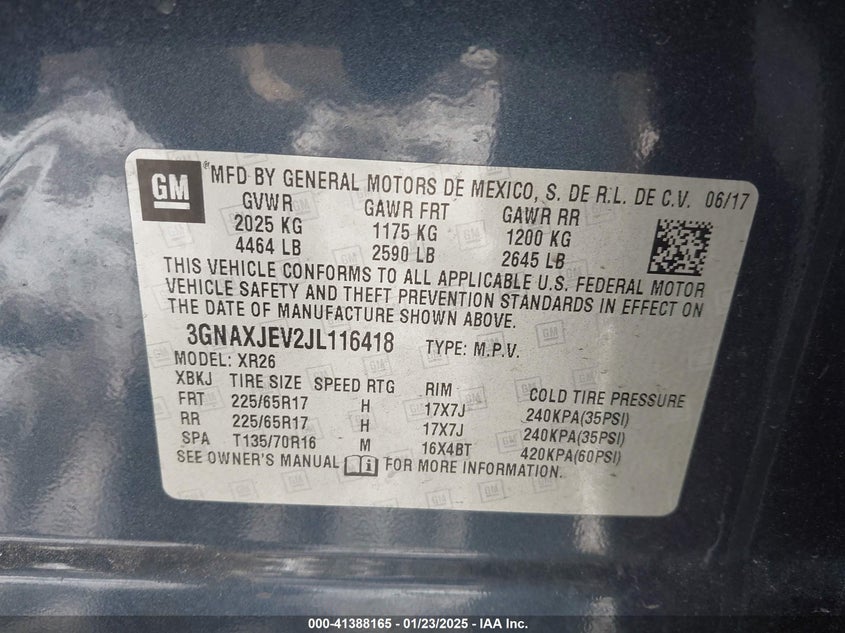 GM
®MFD BY GENERAL MOTORS DE MEXICO, S. DE R.L. DE C.V. 06/17
GVWR GAWR FRT GAWR RR
2025 KG 1175 KG 1200 KG
4464 LB 2590 LB 2645 LB
THIS VEHICLE CONFORMS TO ALL APPLICABLE U.S. FEDERAL MOTOR
VEHICLE SAFETY AND THEFT PREVENTION STANDARDS IN EFFECT ON
THE DATE OF MANUFACTURE SHOWN ABOVE.
3GNAXJEV2JL116418 TYPE: M.P.V.
MODEL: XR26
XBKJ TIRE SIZE SPEED RTG RIM COLD TIRE PRESSURE
FRT 225/65R17 H 17X7J 240KPA(35PSI)
RR 225/65R17 H 17X7J 240KPA(35PSI)
SPA T135/70R16 M 16X4BT 420KPA(60PSI)
SEE OWNER'S MANUAL i FOR MORE INFORMATION.
000-41388165 - 01/23/2025 - IAA Inc.